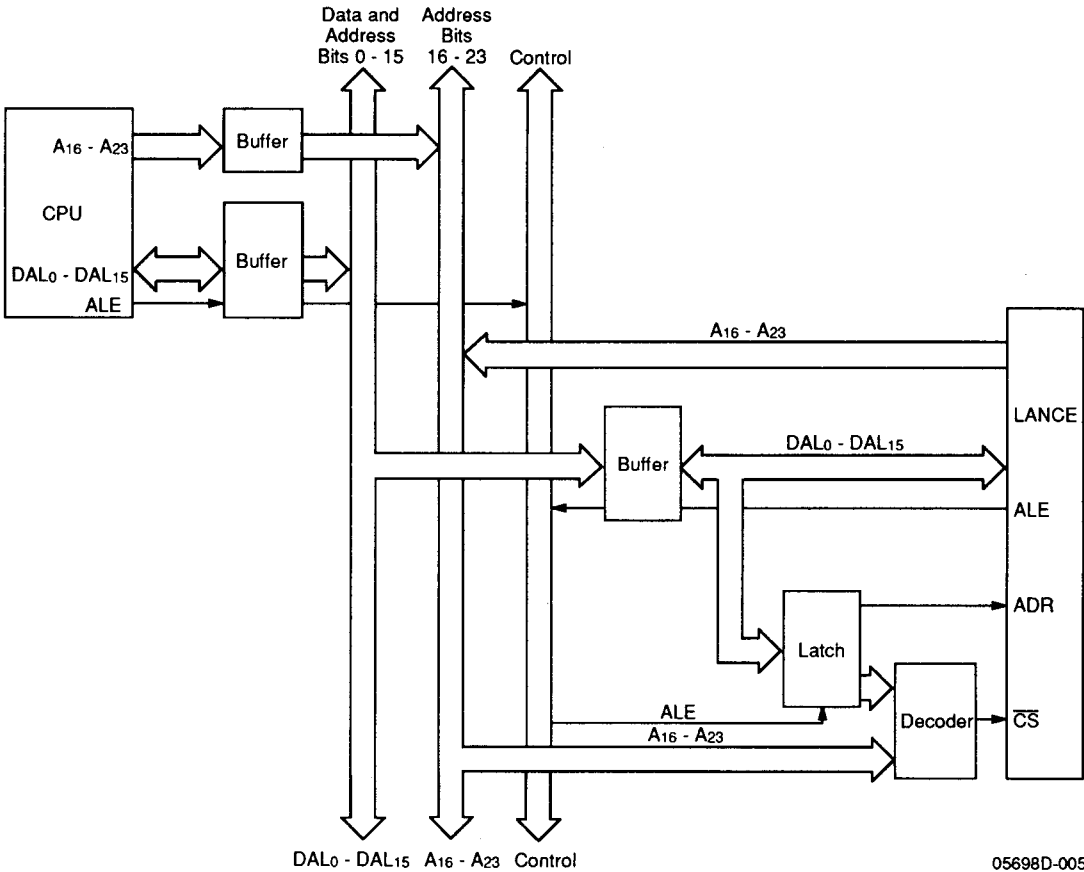 Data and
Address
Bits 0 - 15
Address
Bits
16 - 23
Control
A16 - A23
Buffer
CPU
Buffer
DAL0 - DAL15
ALE
A16 - A23
LANCE
DAL0 - DAL15
Buffer
ALE
ADR
Latch
ALE
Decoder
CS
A16 - A23
DAL0 - DAL15
A16 - A23
Control
05698D-005